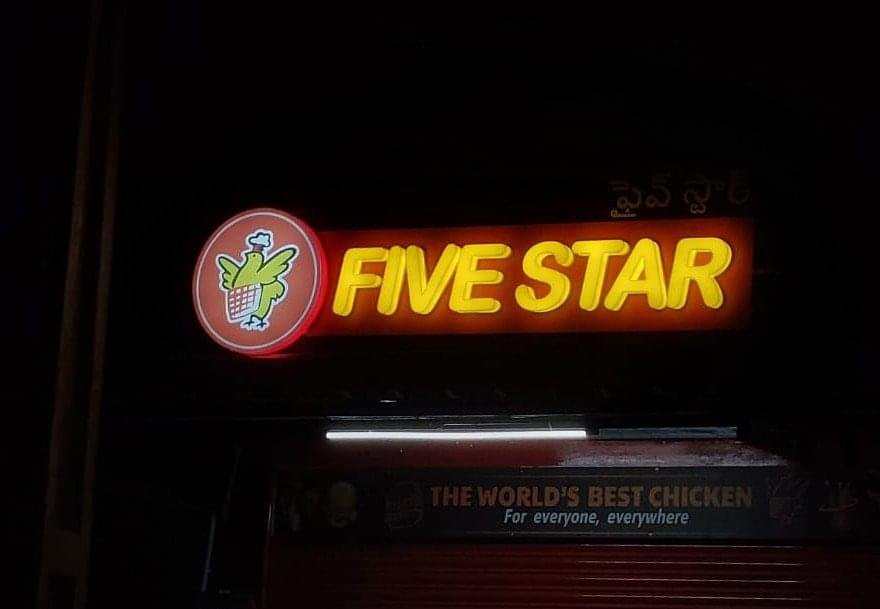 ఫైవ్ స్టార్
FIVE STAR
THE WORLD'S BEST CHICKEN
For everyone, everywhere